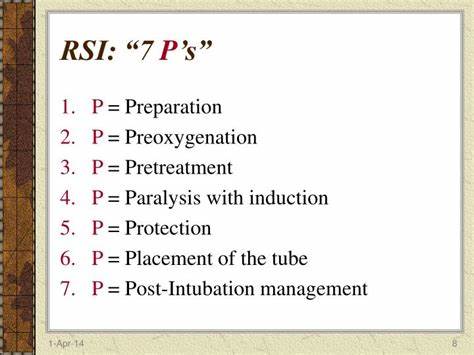 RSI: “7 P’s”
1. P = Preparation
2. P = Preoxygenation
3. P = Pretreatment
4. P = Paralysis with induction
5. P = Protection
6. P = Placement of the tube
7. P = Post-Intubation management
1-Apr-14 8